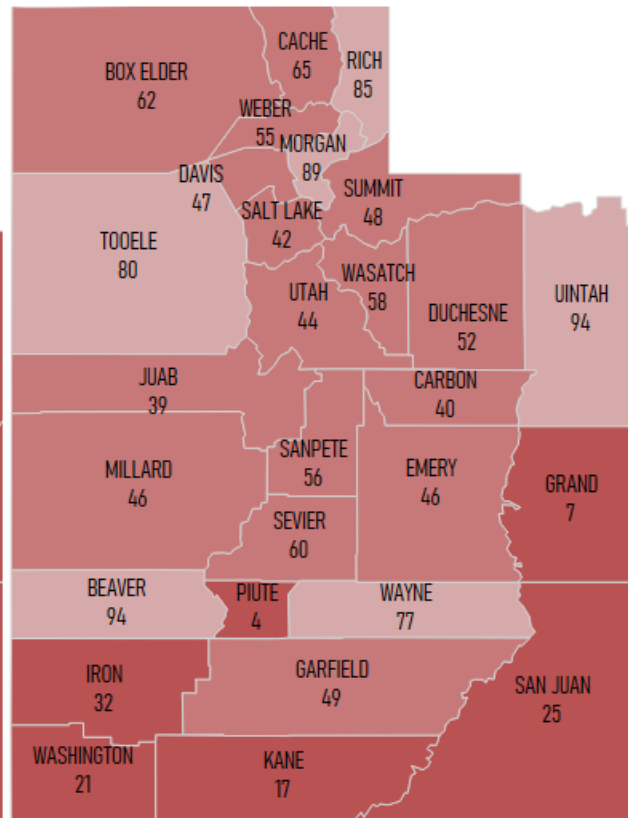 CACHE
65
RICH
85
BOX ELDER
62
WEBER
55
MORGAN
89
DAVIS
47
SUMMIT
48
SALT LAKE
42
TOOELE
80
WASATCH
58
UTAH
44
DUCHESNE
52
UINTAH
94
JUAB
39
CARBON
40
SANPETE
56
MILLARD
46
EMERY
46
GRAND
7
SEVIER
60
BEAVER
94
PIUTE
4
WAYNE
77
IRON
32
GARFIELD
49
SAN JUAN
25
WASHINGTON
21
KANE
17